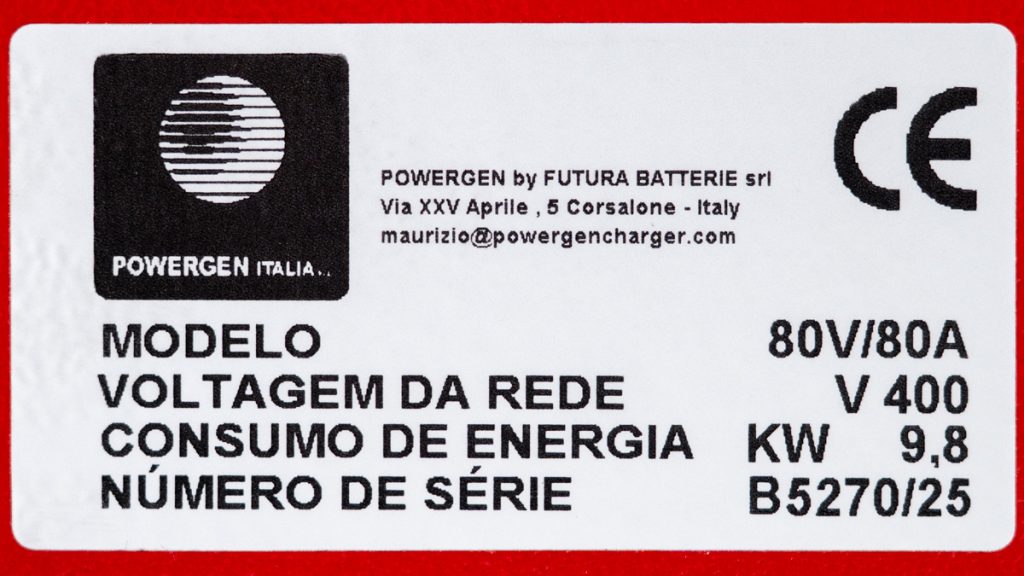 POWERGEN ITALIA..
POWERGEN by FUTURA BATTERIE srl
Via XXV Aprile , 5 Corsalone - Italy
maurizio@powergencharger.com
CE
MODELO 80V/80A
VOLTAGEM DA REDE V 400
CONSUMO DE ENERGIA KW 9,8
NÚMERO DE SÉRIE B5270/25